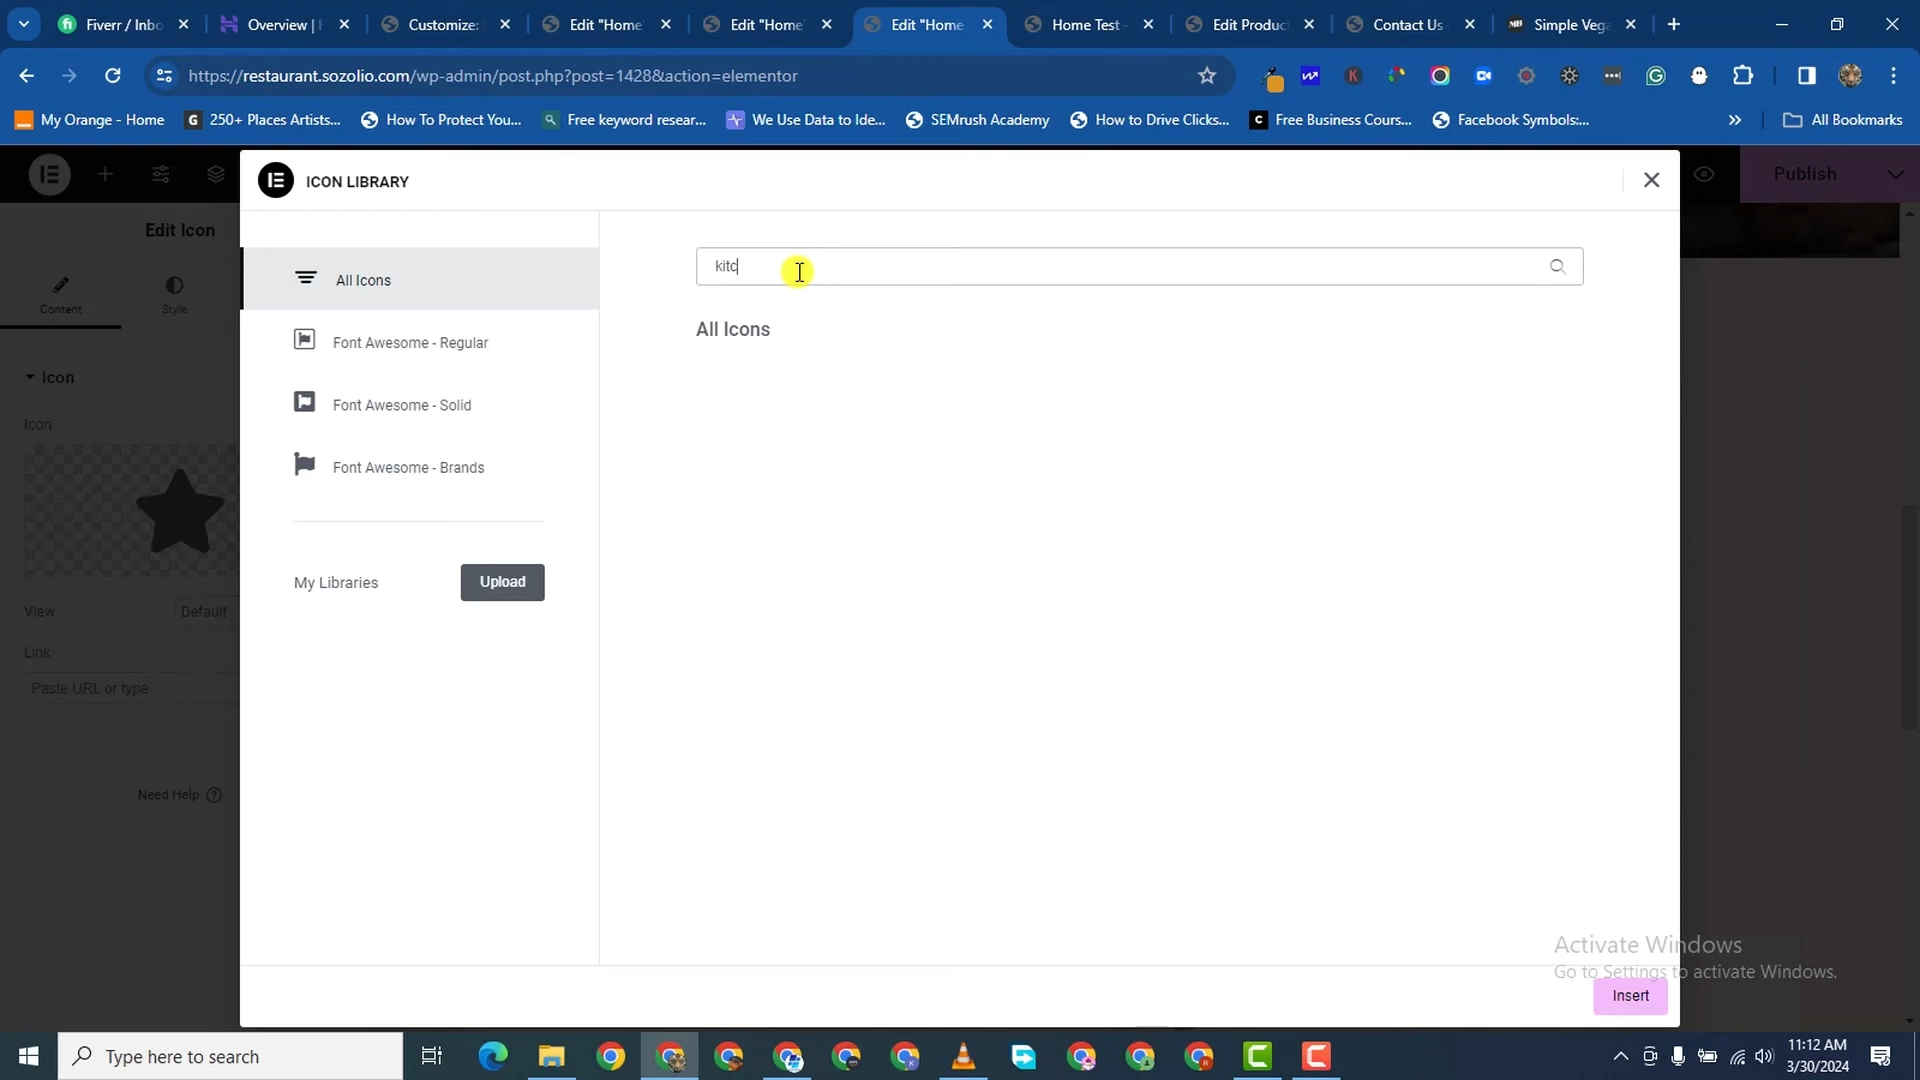 Fiverr / Inbo
Overview |
Customize:
Edit "Home
Edit "Home
Edit "Home
Home Test -
Edit Produc
Contact Us
Simple Vega
https://restaurant.sozolio.com/wp-admin/post.php?post=1428&action=elementor
My Orange - Home
250+ Places Artists...
How To Protect You...
Free keyword resear...
We Use Data to Ide...
SEMrush Academy
How to Drive Clicks...
Free Business Cours...
Facebook Symbols:...
All Bookmarks
ICON LIBRARY
Publish
Edit Icon
Content
Style
Icon
Icon
View
Default
Link
Paste URL or type
Need Help
All Icons
Font Awesome - Regular
Font Awesome - Solid
Font Awesome - Brands
My Libraries
Upload
kitc
All Icons
Activate Windows
Go to Settings to activate Windows.
Insert
Type here to search
11:12 AM
3/30/2024